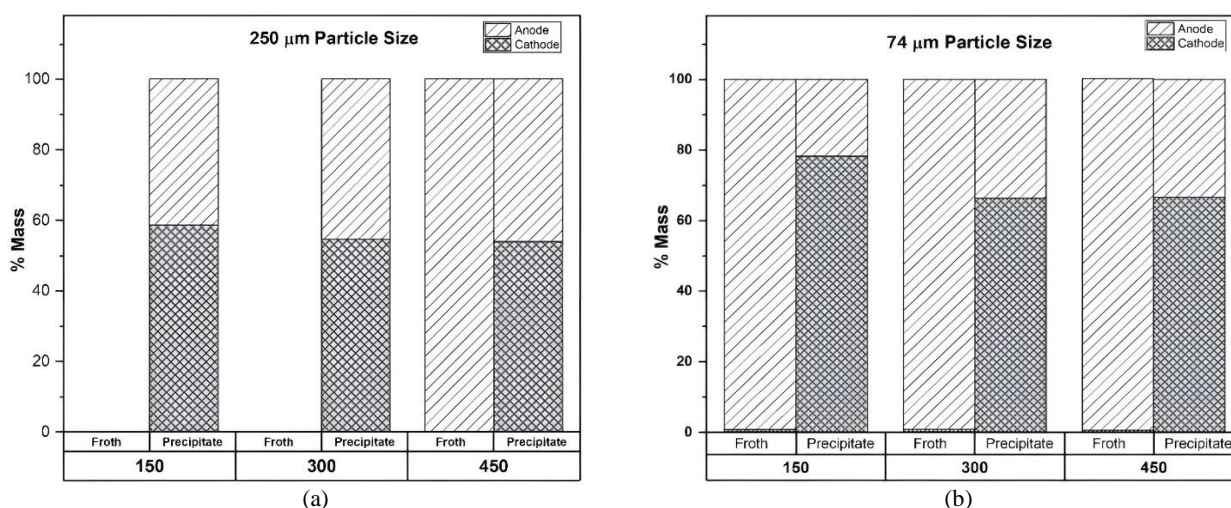 250 μm Particle Size
Anode
Cathode
% Mass
100
80
60
40
20
0
Froth Precipitate Froth Precipitate Froth Precipitate
150 300 450
(a)
74 μm Particle Size
Anode
Cathode
% Mass
100
80
60
40
20
0
Froth Precipitate Froth Precipitate Froth Precipitate
150 300 450
(b)